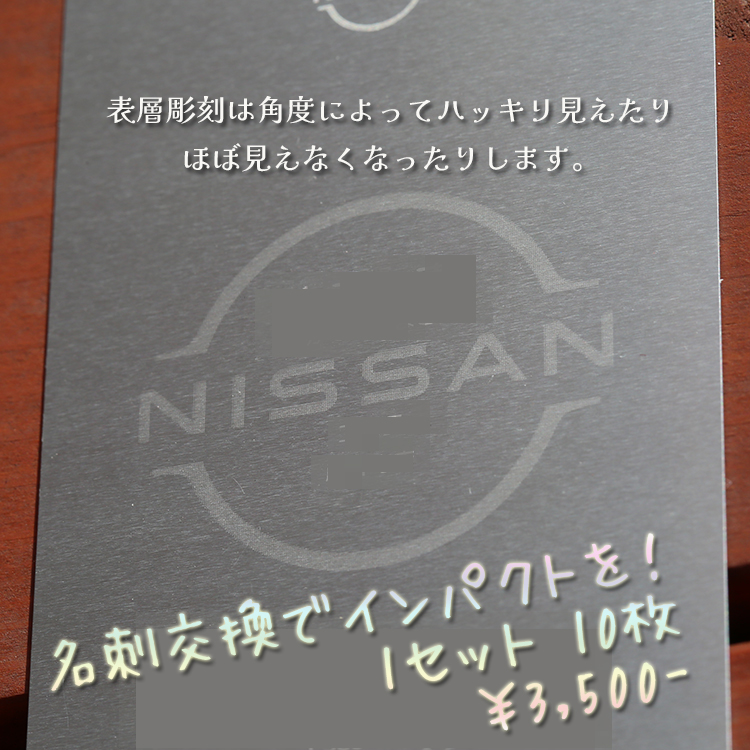 表層彫刻は角度によってハッキリ見えたり
ほぼ見えなくなったりします。
NISSAN
名刺交換でインパクトを!
1セット 10枚
¥3,500-